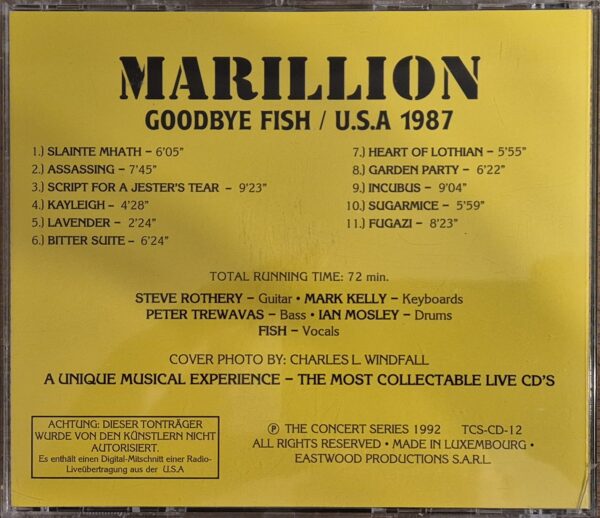 MARILLION
GOODBYE FISH / U.S.A 1987
1.) SLAINTE MHATH – 6'05"
2.) ASSASSING – 7'45"
3.) SCRIPT FOR A JESTER'S TEAR – 9'23"
4.) KAYLEIGH – 4'28"
5.) LAVENDER – 2'24"
6.) BITTER SUITE – 6'24"
7.) HEART OF LOTHIAN – 5'55"
8.) GARDEN PARTY – 6'22"
9.) INCUBUS – 9'04"
10.) SUGARMICE – 5'59"
11.) FUGAZI – 8'23"
TOTAL RUNNING TIME: 72 min.
STEVE ROTHERY – Guitar • MARK KELLY – Keyboards
PETER TREWAVAS – Bass • IAN MOSLEY – Drums
FISH – Vocals
COVER PHOTO BY: CHARLES L. WINDFALL
A UNIQUE MUSICAL EXPERIENCE – THE MOST COLLECTABLE LIVE CD'S
ACHTUNG: DIESER TONTRÄGER
WURDE VON DEN KÜNSTLERN NICHT
AUTORISIERT.
Es enthält einen Digital-Mitschnitt einer Radio-
Liveübertragung aus der U.S.A
℗ THE CONCERT SERIES 1992 TCS-CD-12
ALL RIGHTS RESERVED • MADE IN LUXEMBOURG •
EASTWOOD PRODUCTIONS S.A.R.L.